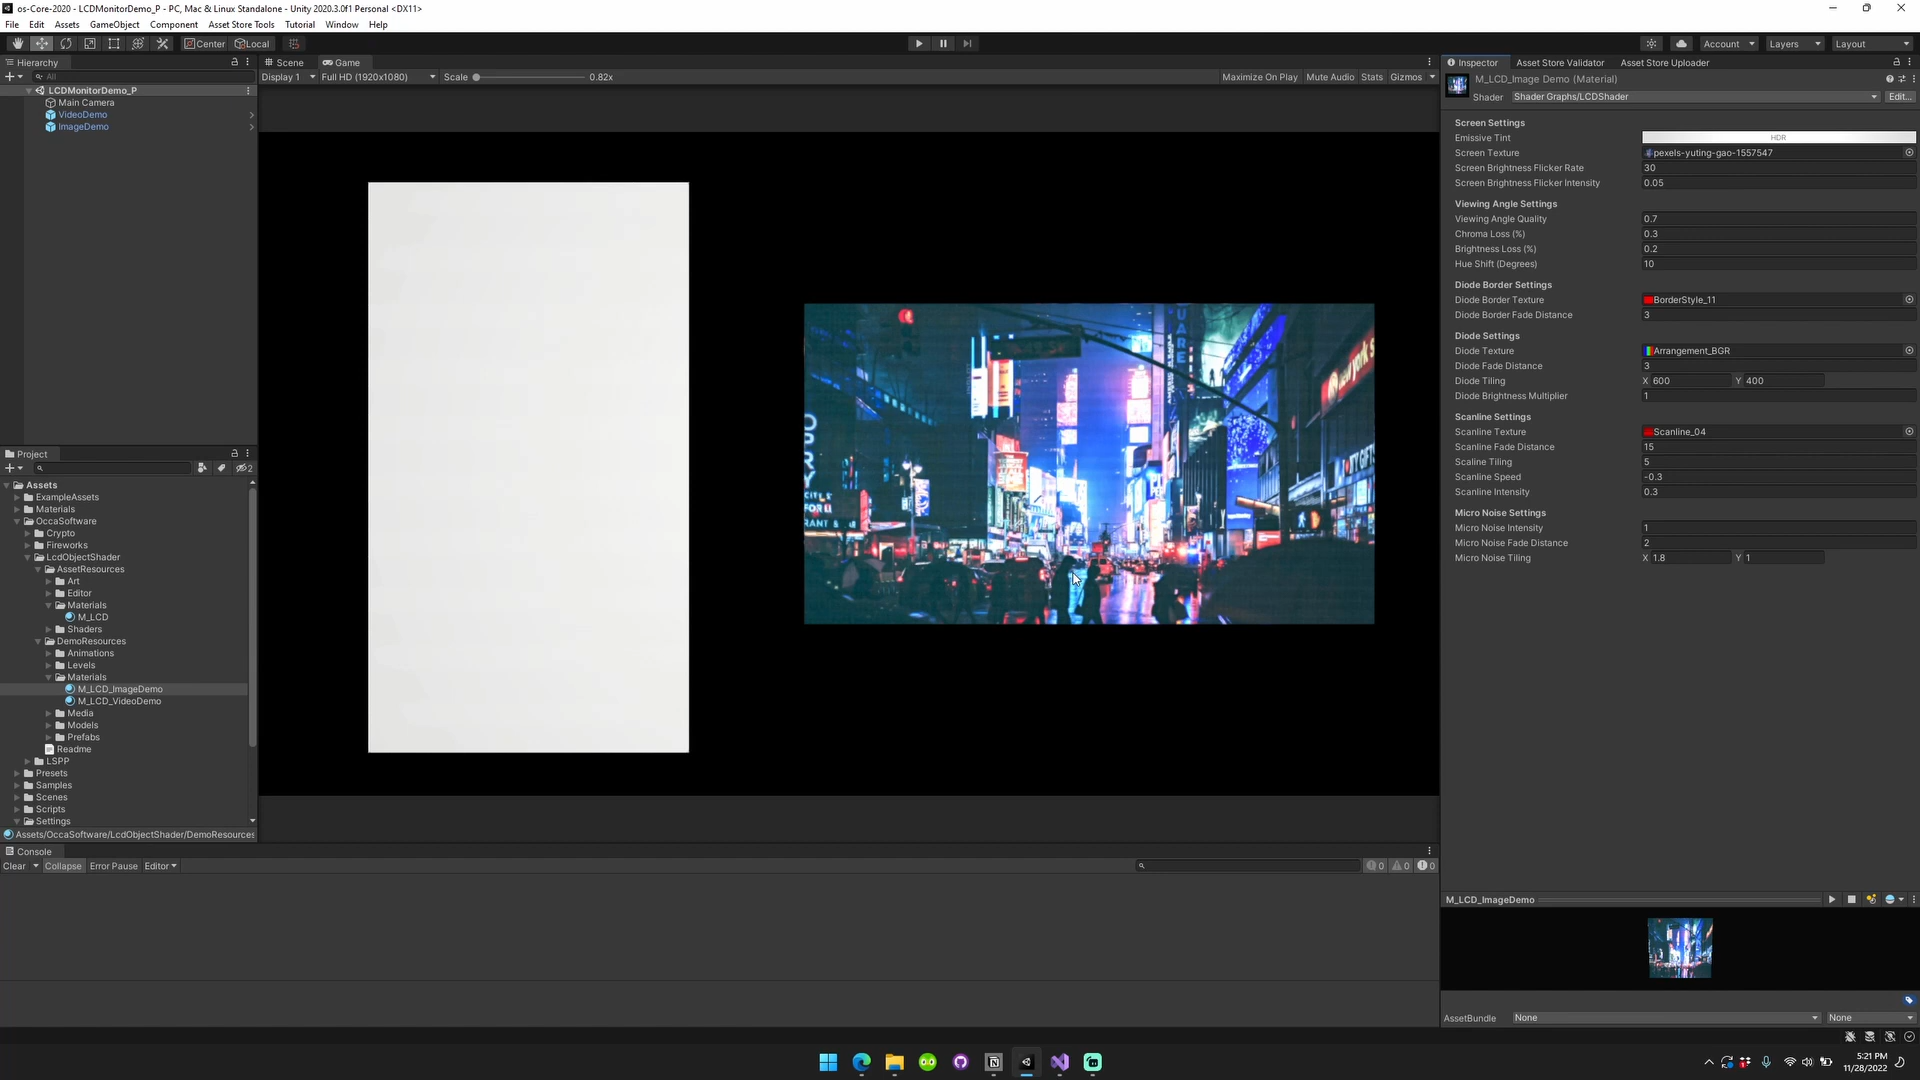 os-Core-2020 - LCDMonitorDemo_P - PC, Mac & Linux Standalone - Unity 2020.3.0f1 Personal <DX11>
File Edit Assets GameObject Component Asset Store Tools Tutorial Window Help
Center Local Account Layers Layout
Hierarchy
All
LCDMonitorDemo_P
Main Camera
VideoDemo
ImageDemo
Scene Game
Display 1 Full HD (1920x1080) Scale 0.82x Maximize On Play Mute Audio Stats Gizmos
Project
2
Assets
ExampleAssets
Materials
OccaSoftware
Crypto
Fireworks
LcdObjectShader
AssetResources
Art
Editor
Materials
M_LCD
Shaders
DemoResources
Animations
Levels
Materials
M_LCD_ImageDemo
M_LCD_VideoDemo
Media
Models
Prefabs
Readme
LSPP
Presets
Samples
Scenes
Scripts
Settings
Assets/OccaSoftware/LcdObjectShader/DemoResources
Console
Clear Collapse Error Pause Editor
0 0 0
Inspector Asset Store Validator Asset Store Uploader
M_LCD_Image Demo (Material)
Shader Shader Graphs/LCDShader Edit...
Screen Settings
Emissive Tint HDR
Screen Texture pexels-yuting-gao-1557547
Screen Brightness Flicker Rate 30
Screen Brightness Flicker Intensity 0.05
Viewing Angle Settings
Viewing Angle Quality 0.7
Chroma Loss (%) 0.3
Brightness Loss (%) 0.2
Hue Shift (Degrees) 10
Diode Border Settings
Diode Border Texture BorderStyle_11
Diode Border Fade Distance 3
Diode Settings
Diode Texture Arrangement_BGR
Diode Fade Distance 3
Diode Tiling X 600 Y 400
Diode Brightness Multiplier 1
Scanline Settings
Scanline Texture Scanline_04
Scanline Fade Distance 15
Scaline Tiling 5
Scanline Speed -0.3
Scanline Intensity 0.3
Micro Noise Settings
Micro Noise Intensity 1
Micro Noise Fade Distance 2
Micro Noise Tiling X 1.8 Y 1
M_LCD_ImageDemo
AssetBundle None None
5:21 PM
11/28/2022